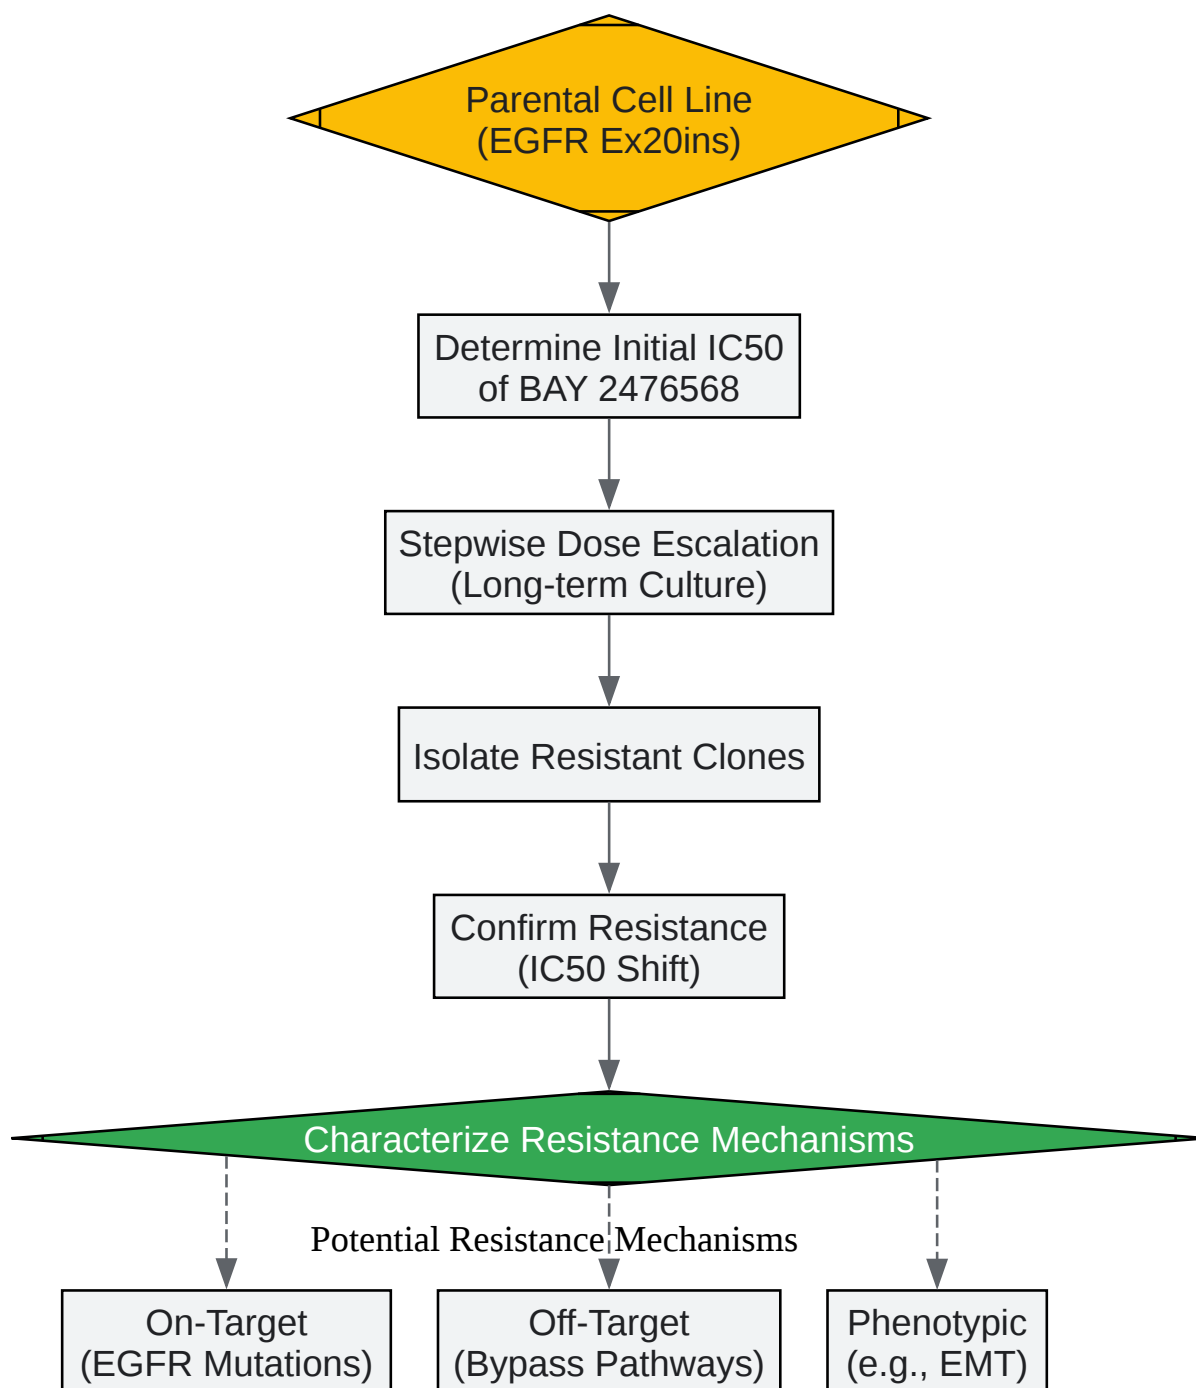 Parental Cell Line
(EGFR Ex20ins)
Determine Initial IC50
of BAY 2476568
Stepwise Dose Escalation
(Long-term Culture)
Isolate Resistant Clones
Confirm Resistance
(IC50 Shift)
Characterize Resistance Mechanisms
Potential Resistance Mechanisms
On-Target
(EGFR Mutations)
Off-Target
(Bypass Pathways)
Phenotypic
(e.g., EMT)